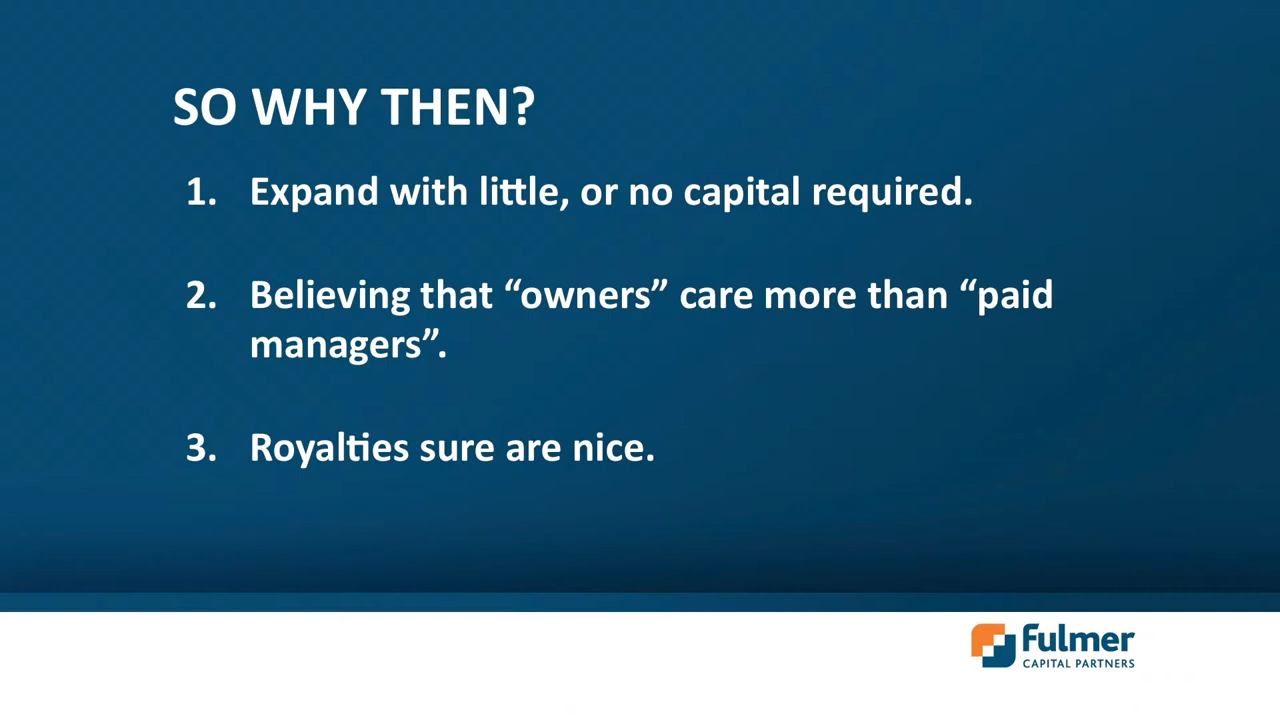 SO WHY THEN?
1. Expand with little, or no capital required.
2. Believing that “owners” care more than “paid
managers”.
3. Royalties sure are nice.
Fulmer
CAPITAL PARTNERS